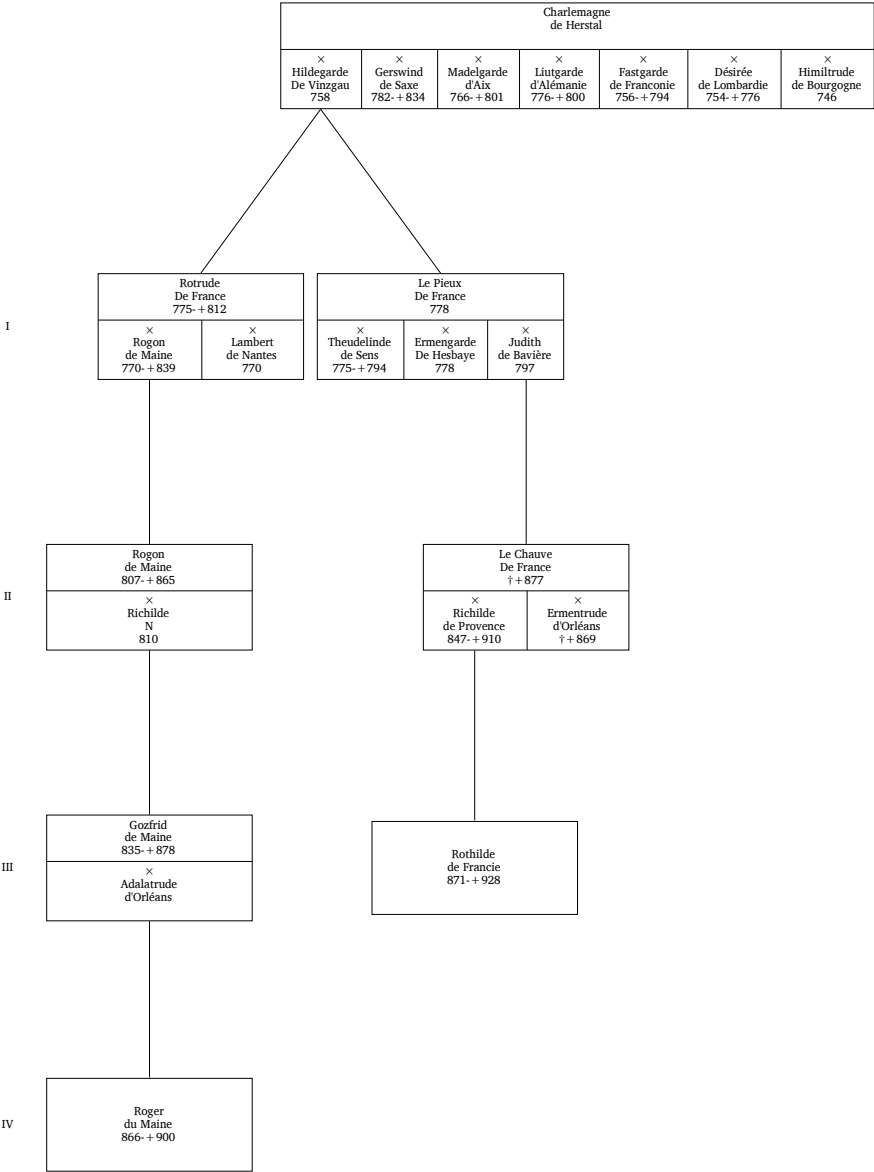 Charlemagne
de Herstal
×
Hildegarde
De Vinzgau
758
×
Gerswind
de Saxe
782-+834
×
Madelgarde
d'Aix
766-+801
×
Liutgarde
d'Alémanie
776-+800
×
Fastgarde
de Franconie
756-+794
×
Désirée
de Lombardie
754-+776
×
Himiltrude
de Bourgogne
746
I
Rotrude
De France
775-+812
×
Rogon
de Maine
770-+839
×
Lambert
de Nantes
770
Le Pieux
De France
778
×
Theudelinde
de Sens
775-+794
×
Ermengarde
De Hesbaye
778
×
Judith
de Bavière
797
II
Rogon
de Maine
807-+865
×
Richilde
N
810
Le Chauve
De France
†+877
×
Richilde
de Provence
847-+910
×
Ermentrude
d'Orléans
†+869
III
Gozfrid
de Maine
835-+878
×
Adalatrude
d'Orléans
Rothilde
de Francie
871-+928
IV
Roger
du Maine
866-+900